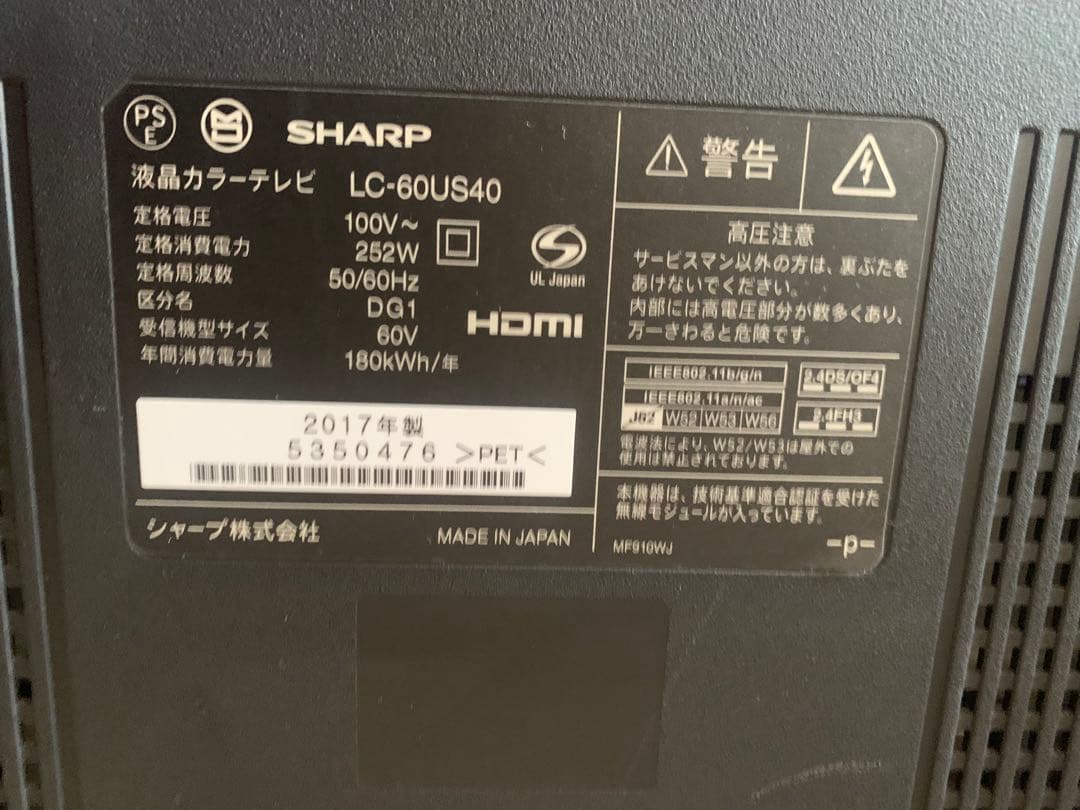 PS
E
SHARP
液晶カラーテレビ LC-60US40
定格電圧 100V~
定格消費電力 252W
定格周波数 50/60Hz
区分名 DG1
受信機型サイズ 60V
年間消費電力量 180kWh/年
UL Japan
HDMI
2017年製
5350476 >PET<
シャープ株式会社 MADE IN JAPAN
警告
高圧注意
サービスマン以外の方は、裏ぶたを
あけないでください。
内部には高電圧部分が数多くあり、
万一さわると危険です。
IEEE802.11b/g/n
IEEE802.11a/n/ac
J52 W52 W53 W56
2.4DS/OF4
2.4FH3
電波法により、W52/W53は屋外での
使用は禁止されております。
本機器は、技術基準適合認証を受けた
無線モジュールが入っています。
MF910WJ
-p-